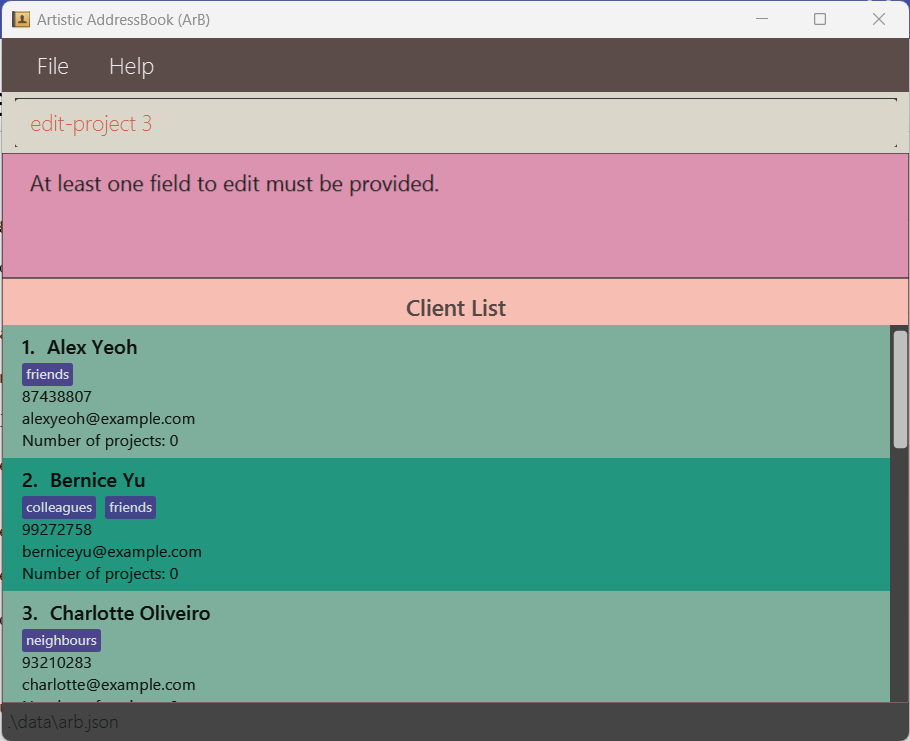 Artistic AddressBook (ArB)
File Help
edit-project 3
At least one field to edit must be provided.
Client List
1. Alex Yeoh
friends
87438807
alexyeoh@example.com
Number of projects: 0
2. Bernice Yu
colleagues friends
99272758
berniceyu@example.com
Number of projects: 0
3. Charlotte Oliveiro
neighbours
93210283
charlotte@example.com
.\data\arb.json